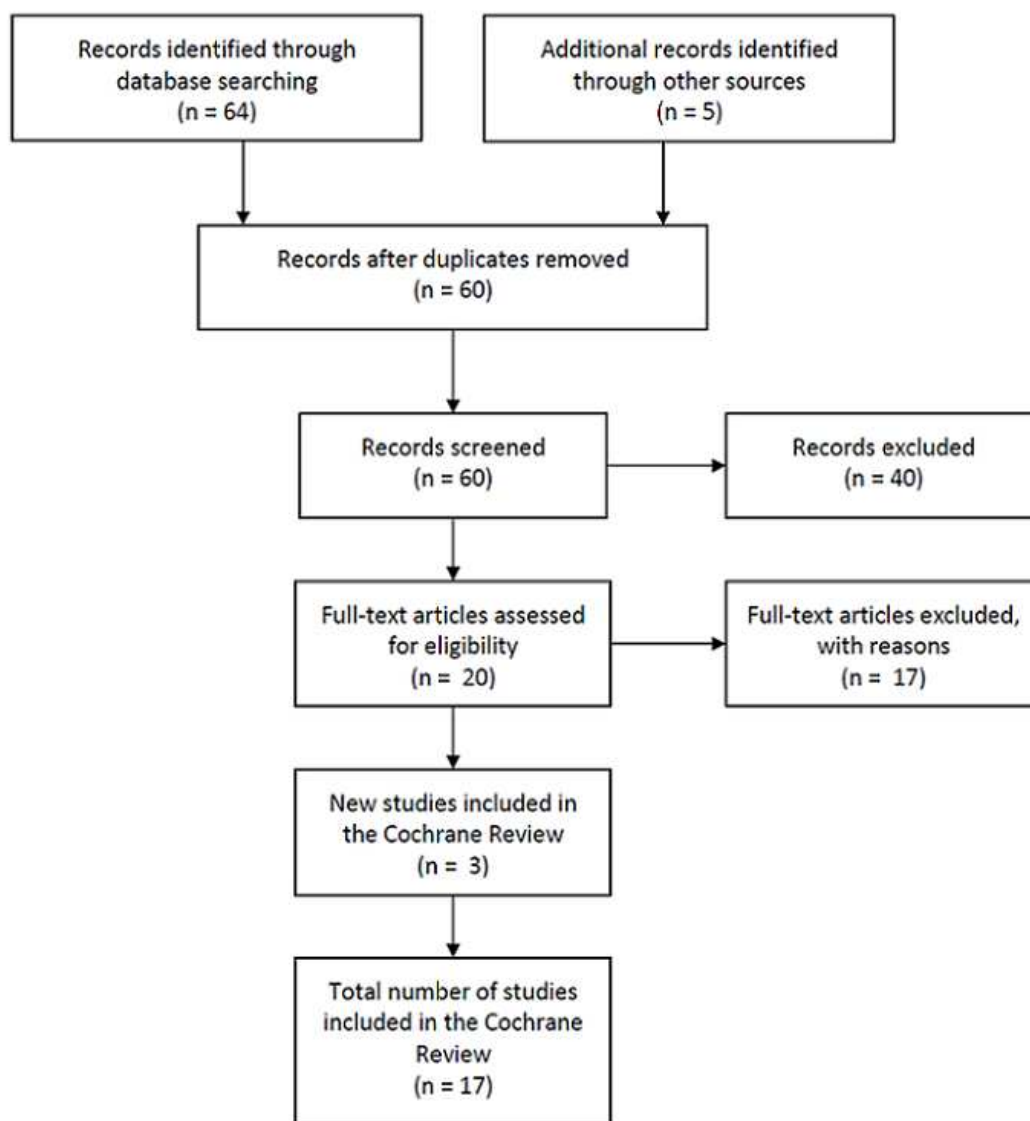 Records identified through
database searching
(n = 64)
Additional records identified
through other sources
(n = 5)
Records after duplicates removed
(n = 60)
Records screened
(n = 60)
Records excluded
(n = 40)
Full-text articles assessed
for eligibility
(n = 20)
Full-text articles excluded,
with reasons
(n = 17)
New studies included in
the Cochrane Review
(n = 3)
Total number of studies
included in the Cochrane
Review
(n = 17)